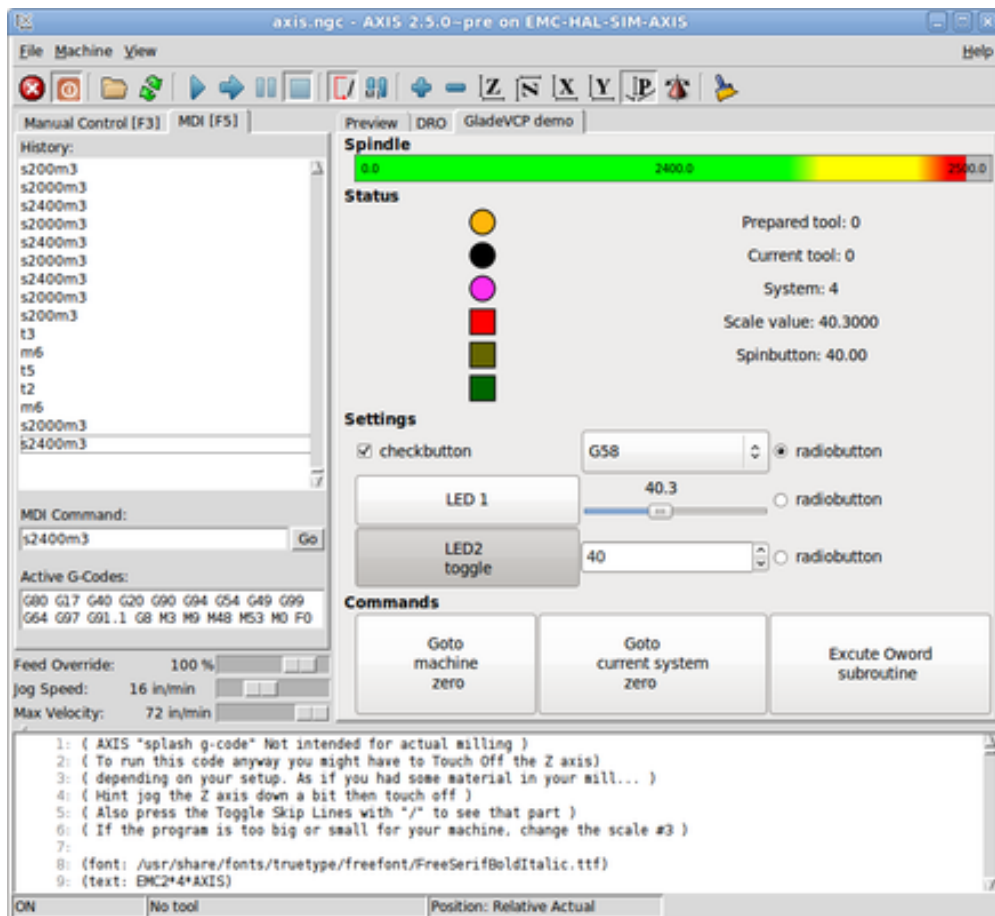 axis.ngc - AXIS 2.5.0~pre on EMC-HAL-SIM-AXIS
File Machine View Help
Z N X Y P
Manual Control [F3] MDI [F5]
History:
s200m3
s2000m3
s2400m3
s2000m3
s2400m3
s2000m3
s2400m3
s2000m3
s200m3
t3
m6
t5
t2
m6
s2000m3
s2400m3
MDI Command:
s2400m3 Go
Active G-Codes:
G80 G17 G40 G20 G90 G94 G54 G49 G99
G64 G97 G91.1 G8 M3 M9 M48 M53 M0 F0
Feed Override: 100 %
Jog Speed: 16 in/min
Max Velocity: 72 in/min
Preview DRO GladeVCP demo
Spindle
0.0 2400.0 2500.0
Status
Prepared tool: 0
Current tool: 0
System: 4
Scale value: 40.3000
Spinbutton: 40.00
Settings
checkbutton G58 radiobutton
LED 1 40.3 radiobutton
LED2
toggle
40 radiobutton
Commands
Goto
machine
zero
Goto
current system
zero
Excute Oword
subroutine
1: ( AXIS "splash g-code" Not intended for actual milling )
2: ( To run this code anyway you might have to Touch Off the Z axis)
3: ( depending on your setup. As if you had some material in your mill... )
4: ( Hint jog the Z axis down a bit then touch off )
5: ( Also press the Toggle Skip Lines with "/" to see that part )
6: ( If the program is too big or small for your machine, change the scale #3 )
7:
8: (font: /usr/share/fonts/truetype/freefont/FreeSerifBoldItalic.ttf)
9: (text: EMC2*4*AXIS)
ON No tool Position: Relative Actual